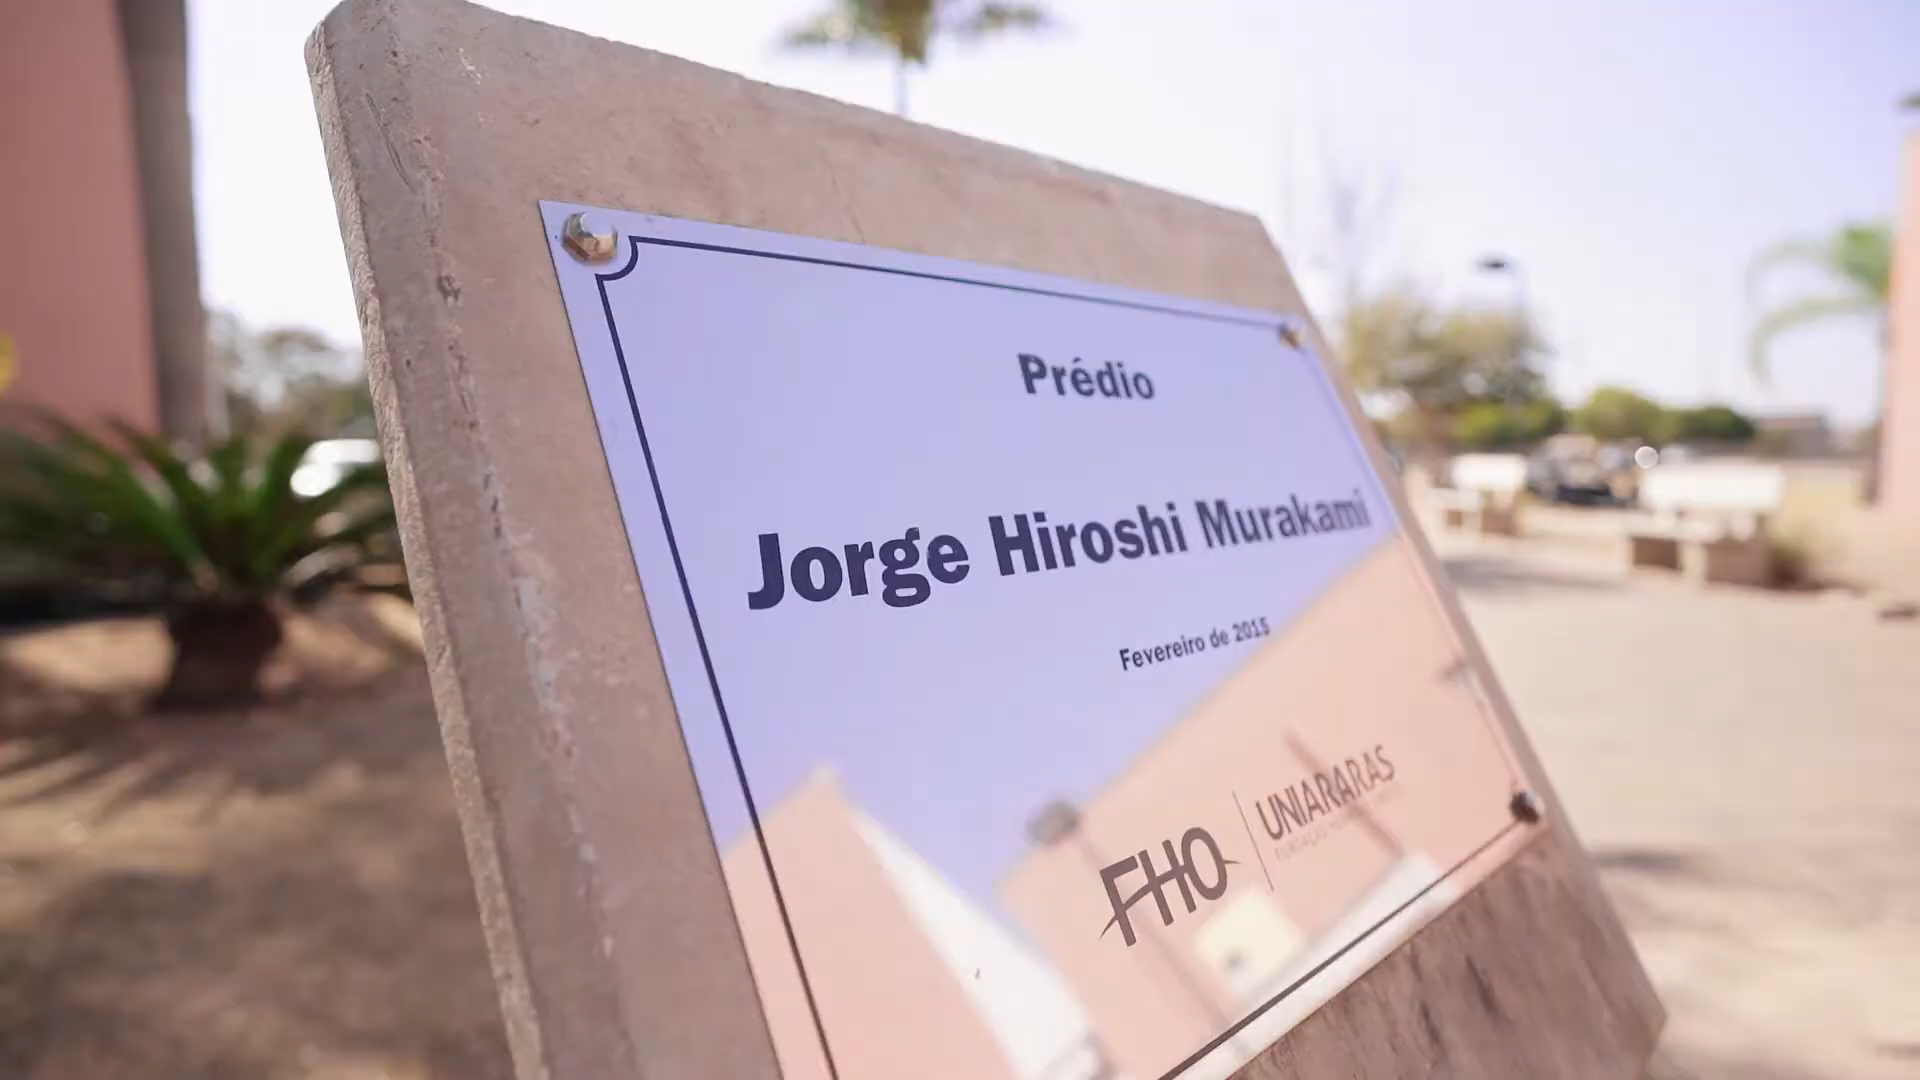 Prédio
Jorge Hiroshi Murakami
Fevereiro de 2015
FHO
UNIARARAS